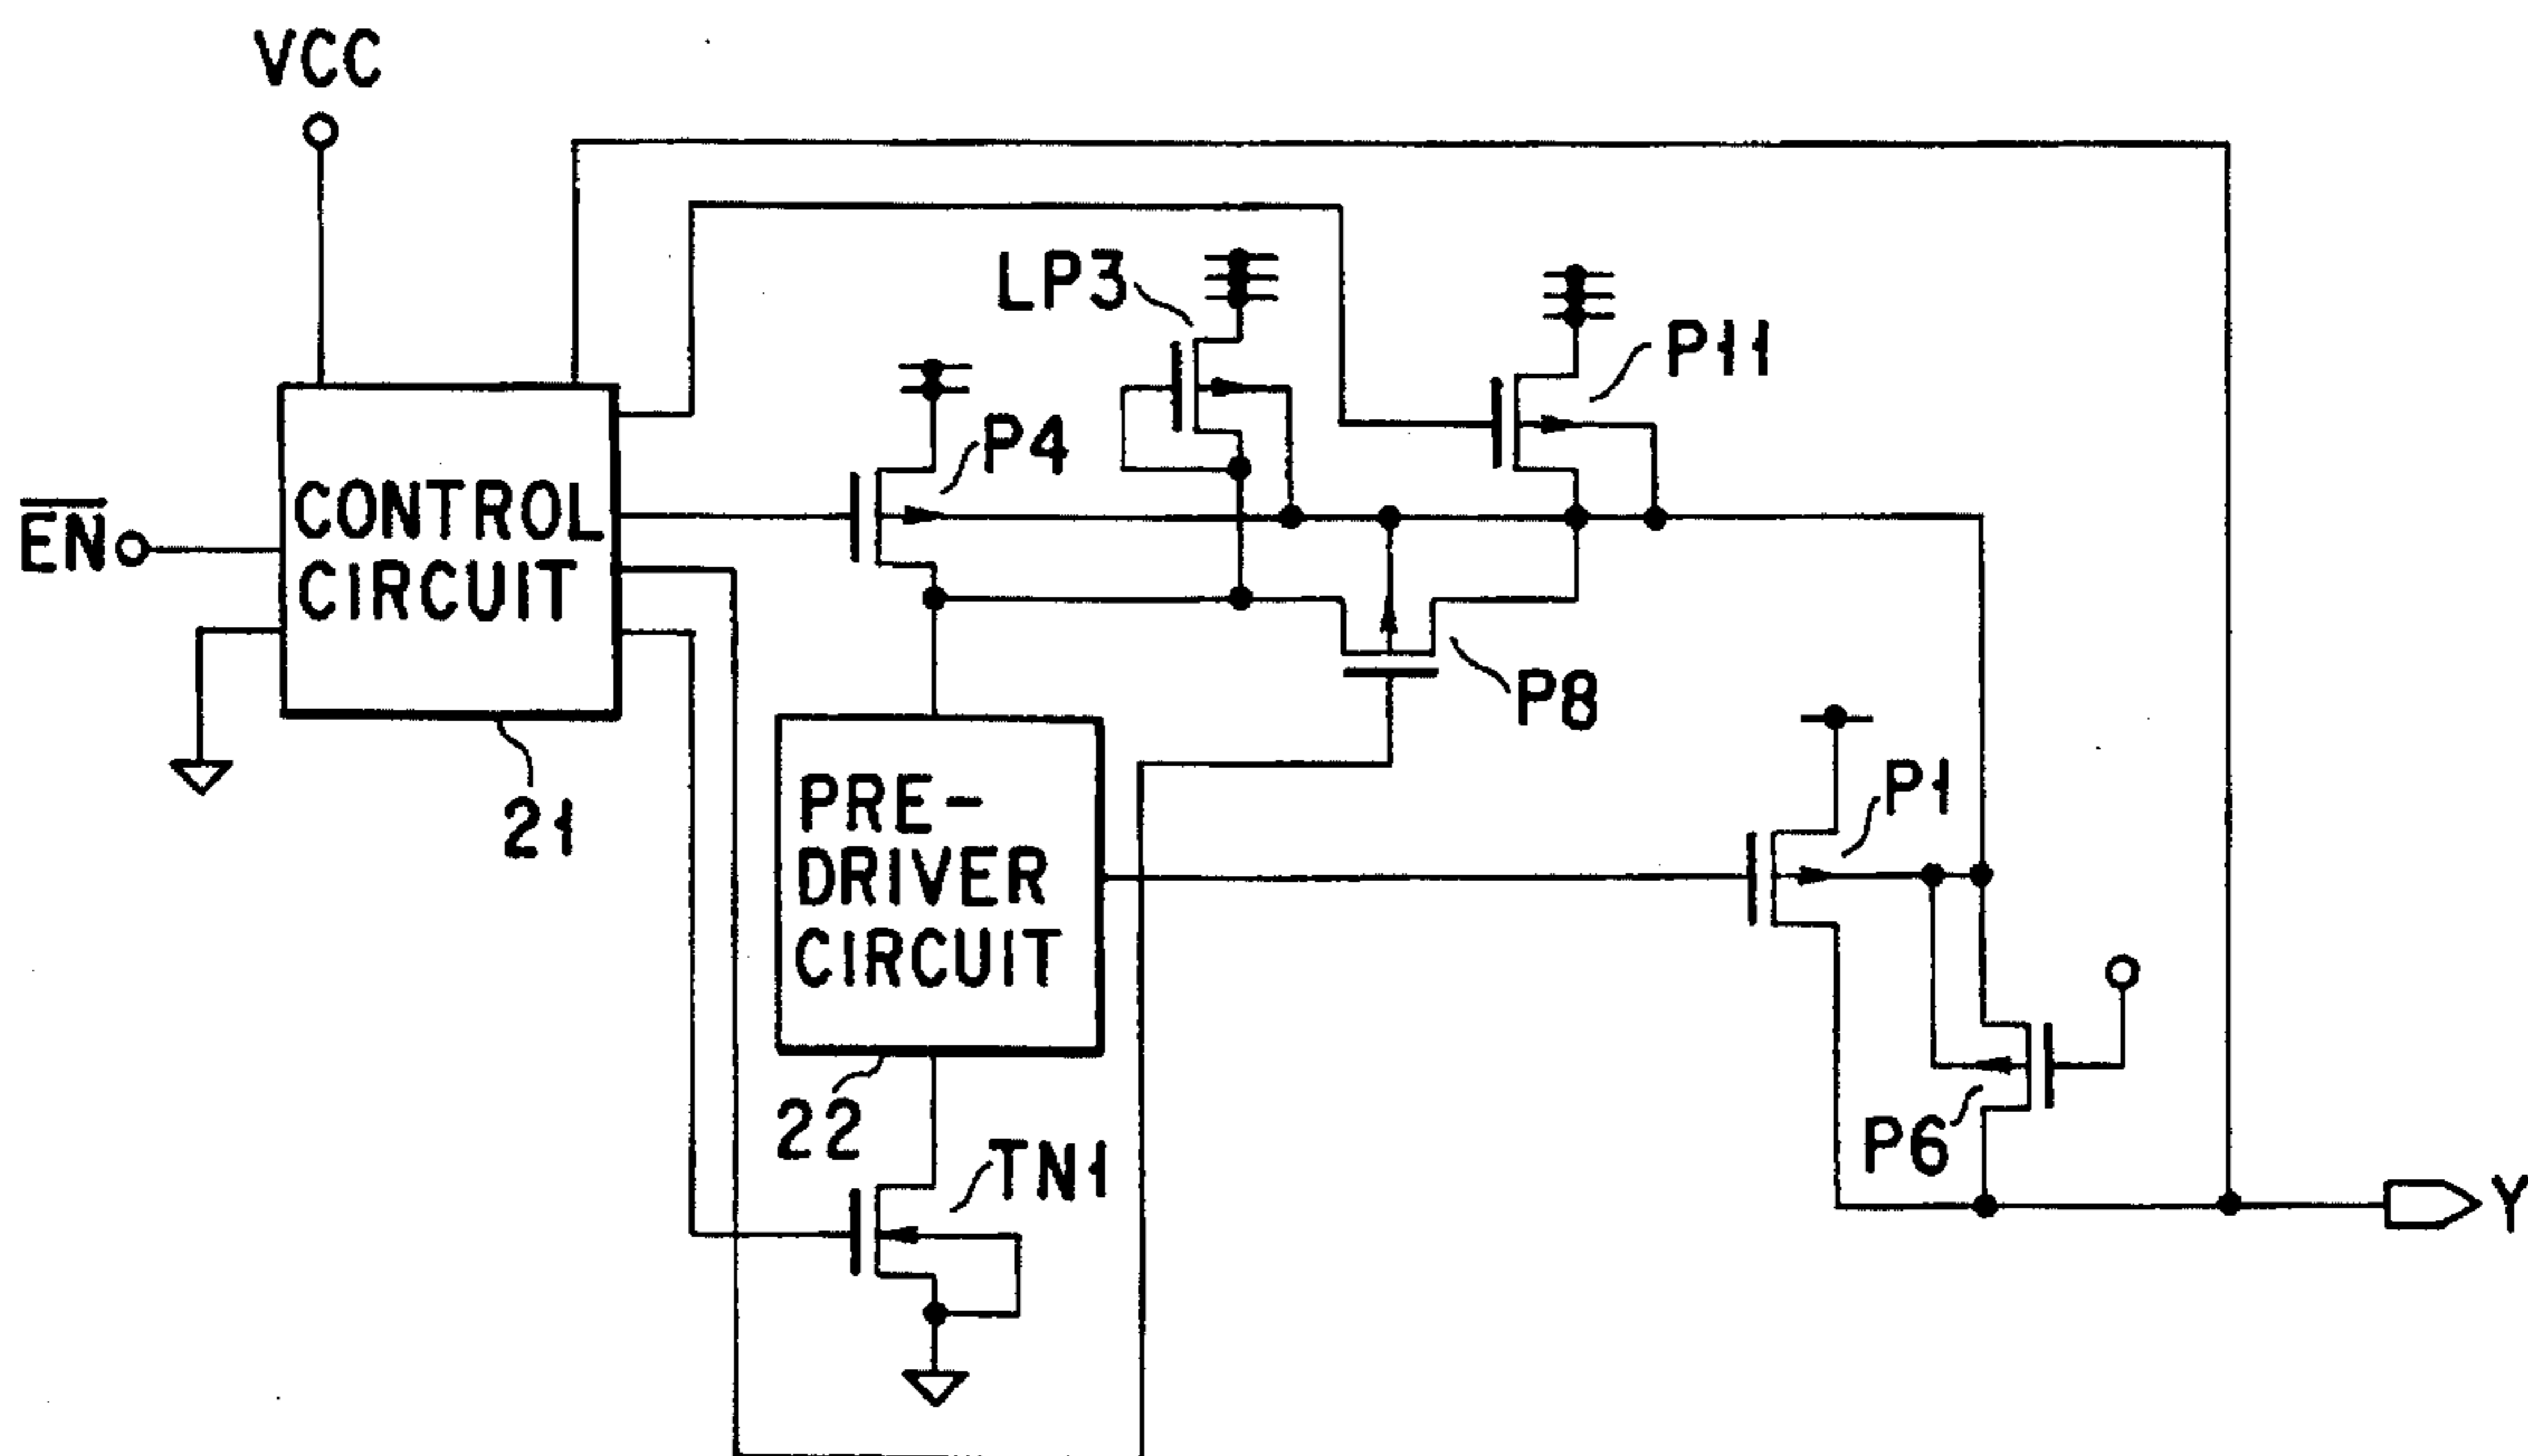 VCC
LP3
P11
P4
EN
CONTROL
CIRCUIT
P8
P1
21
PRE-
DRIVER
CIRCUIT
22
TN1
P6
Y